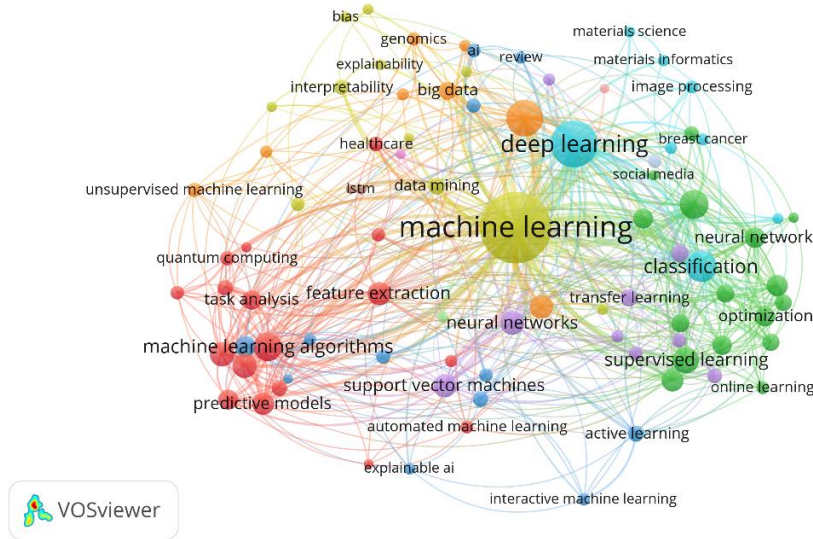 bias
genomics
ai
review
materials science
explainability
materials informatics
interpretability
big data
image processing
healthcare
deep learning
breast cancer
social media
unsupervised machine learning
lstm
data mining
machine learning
neural network
quantum computing
classification
task analysis
feature extraction
transfer learning
optimization
neural networks
machine learning algorithms
supervised learning
support vector machines
online learning
predictive models
automated machine learning
active learning
explainable ai
interactive machine learning
VOSviewer